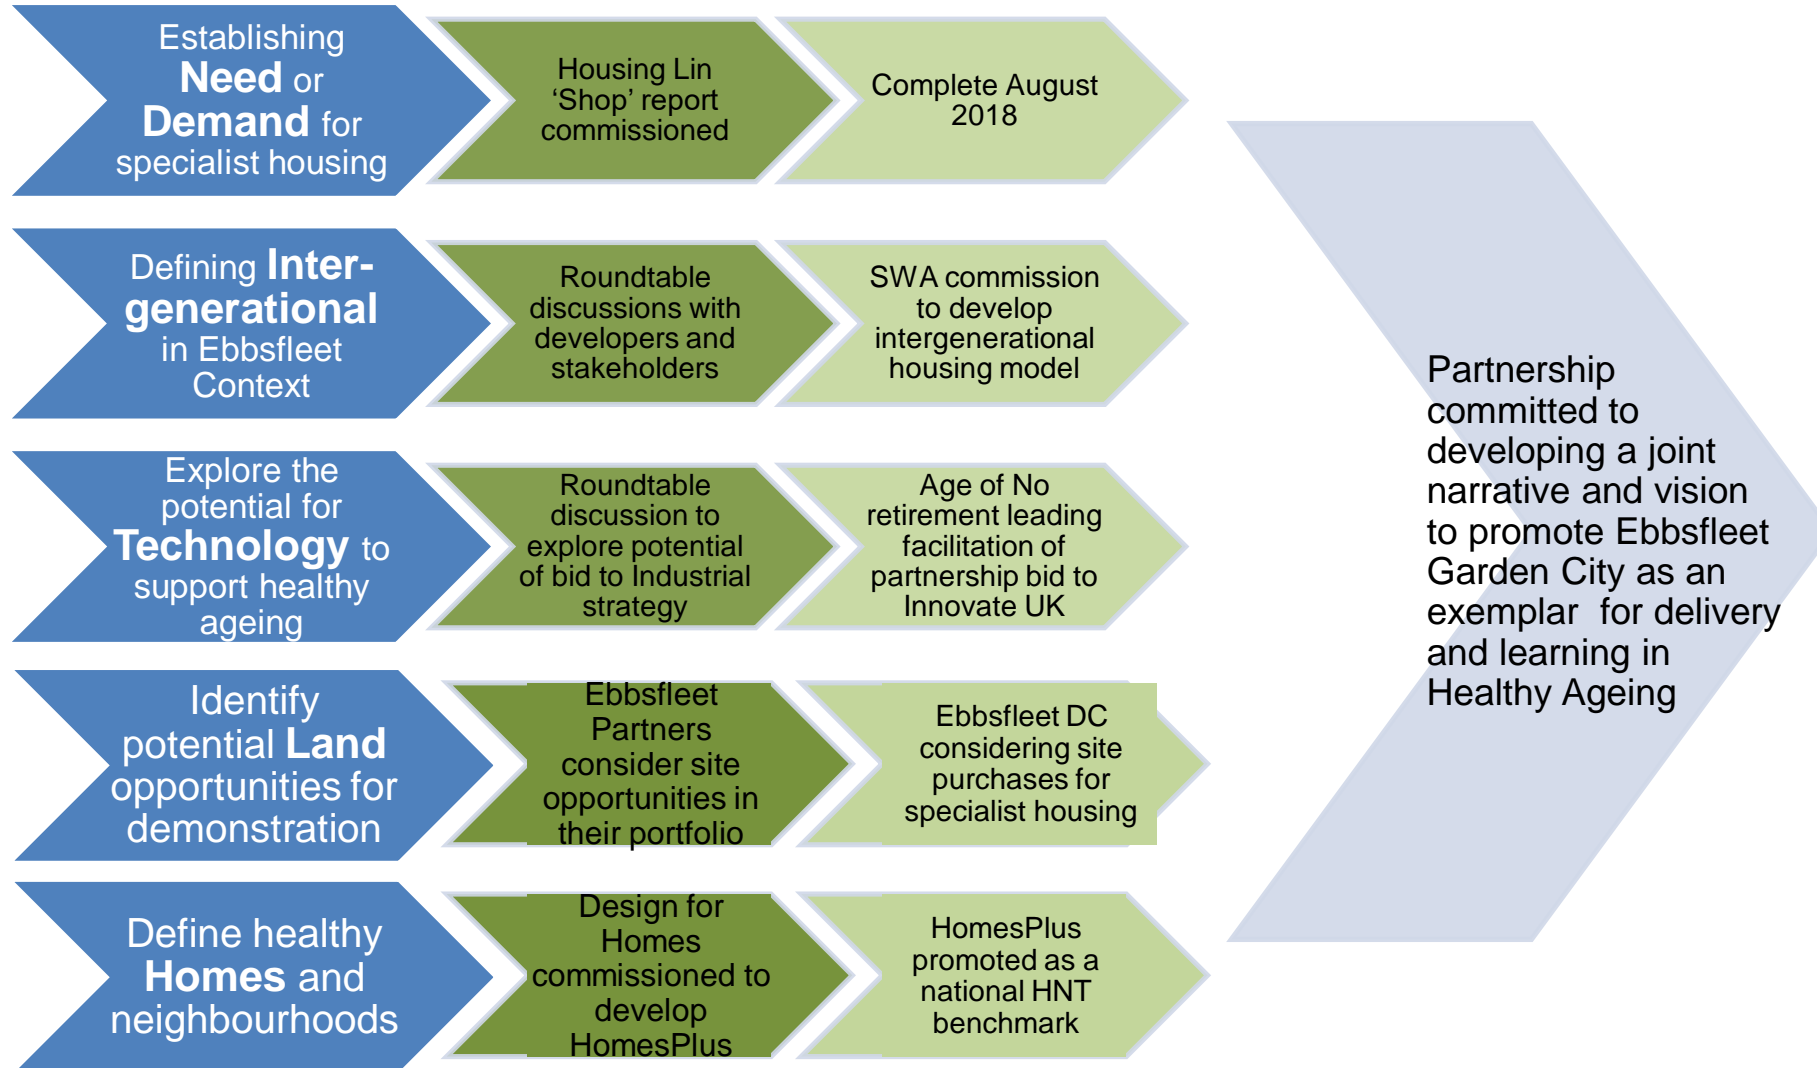 Establishing
Need or
Demand for
specialist housing
Housing Lin
‘Shop’ report
commissioned
Complete August
2018
Defining Inter-
generational
in Ebbsfleet
Context
Roundtable
discussions with
developers and
stakeholders
SWA commission
to develop
intergenerational
housing model
Explore the
potential for
Technology to
support healthy
ageing
Roundtable
discussion to
explore potential
of bid to Industrial
strategy
Age of No
retirement leading
facilitation of
partnership bid to
Innovate UK
Identify
potential Land
opportunities for
demonstration
Ebbsfleet
Partners
consider site
opportunities in
their portfolio
Ebbsfleet DC
considering site
purchases for
specialist housing
Define healthy
Homes and
neighbourhoods
Design for
Homes
commissioned to
develop
HomesPlus
HomesPlus
promoted as a
national HNT
benchmark
Partnership
committed to
developing a joint
narrative and vision
to promote Ebbsfleet
Garden City as an
exemplar  for delivery
and learning in
Healthy Ageing